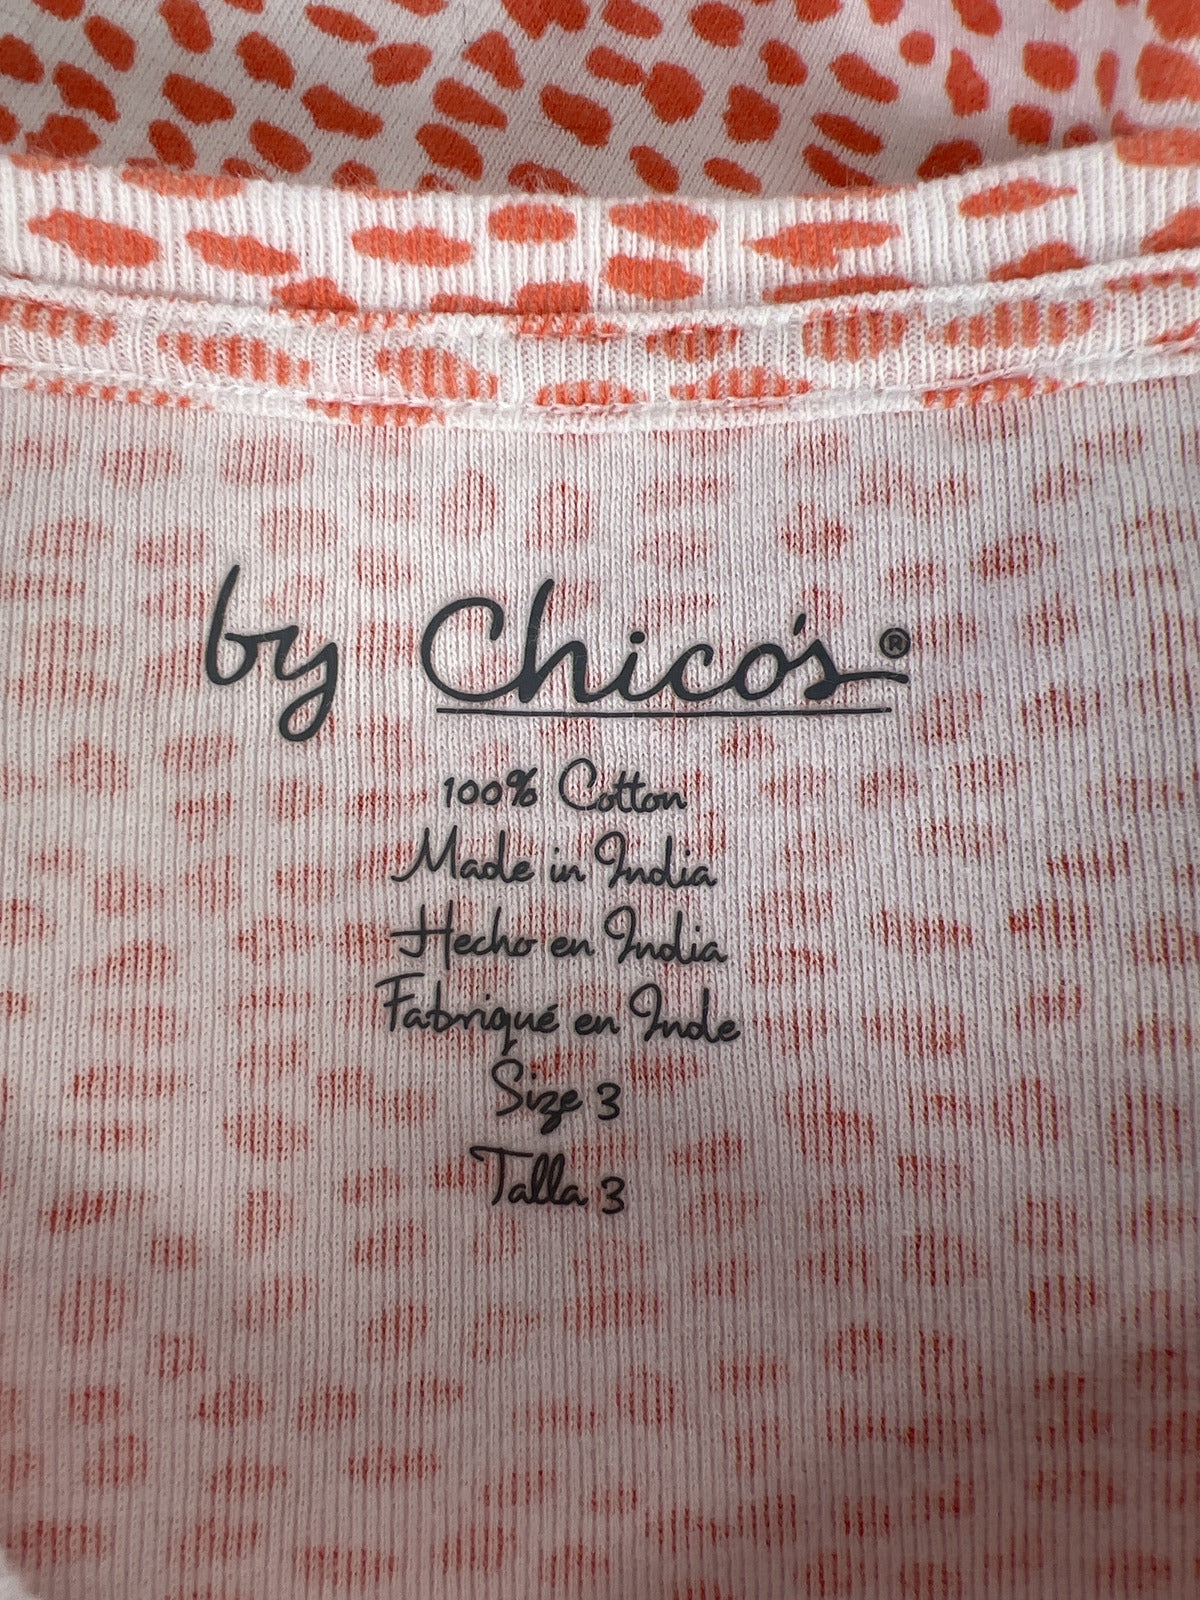 by Chico's®
100% Cotton
Made in India
Hecho en India
Fabriqué en Inde
Size 3
Talla 3